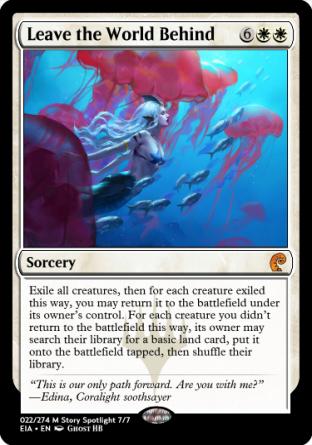 Leave the World Behind 6
Sorcery
Exile all creatures, then for each creature exiled
this way, you may return it to the battlefield under
its owner's control. For each creature you didn't
return to the battlefield this way, its owner may
search their library for a basic land card, put it
onto the battlefield tapped, then shuffle their
library.
“This is our only path forward. Are you with me?”
—Edina, Coralight soothsayer
022/274 M Story Spotlight 7/7
EIA • EN Ghost HB